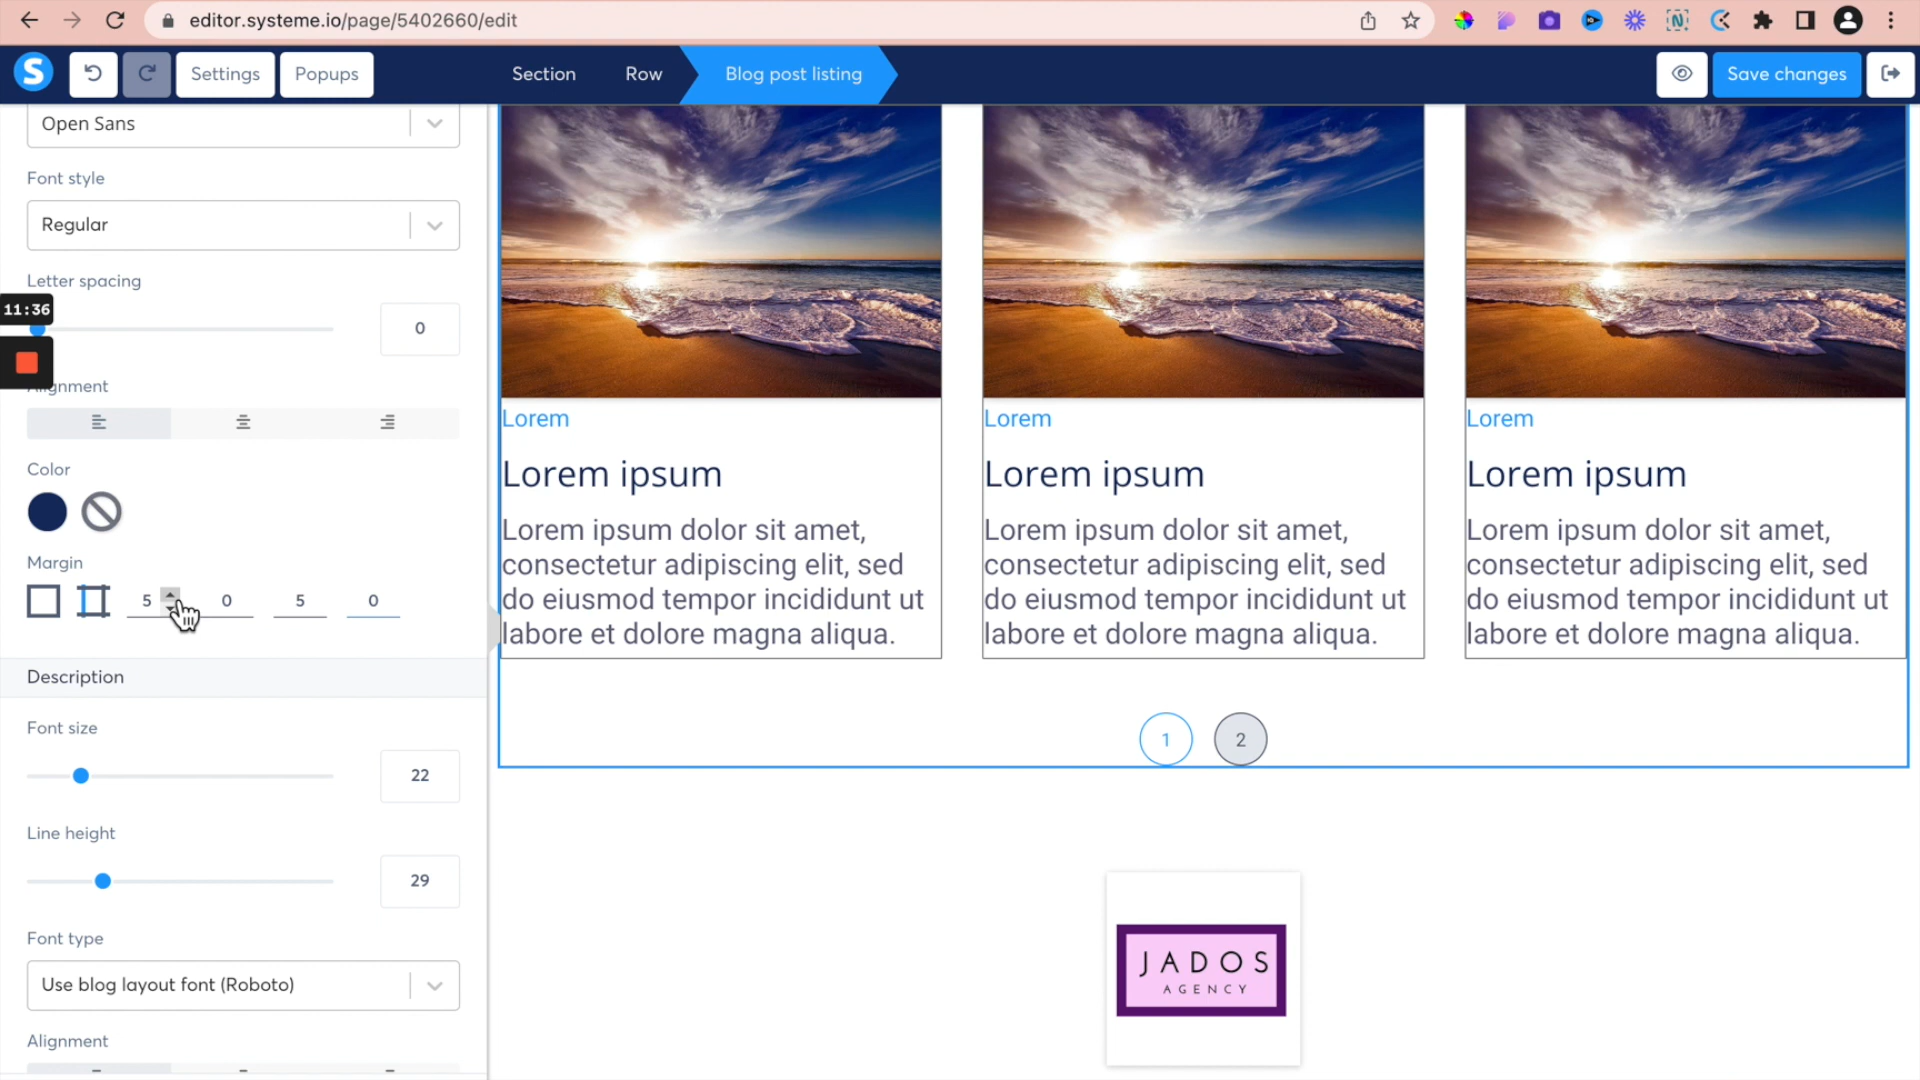 editor.systeme.io/page/5402660/edit
S
Settings
Popups
Section
Row
Blog post listing
Save changes
Open Sans
Font style
Regular
Letter spacing
11:36
0
Alignment
Color
Margin
5
0
5
0
Description
Font size
22
Line height
29
Font type
Use blog layout font (Roboto)
Alignment
Lorem
Lorem ipsum
Lorem ipsum dolor sit amet,
consectetur adipiscing elit, sed
do eiusmod tempor incididunt ut
labore et dolore magna aliqua.
Lorem
Lorem ipsum
Lorem ipsum dolor sit amet,
consectetur adipiscing elit, sed
do eiusmod tempor incididunt ut
labore et dolore magna aliqua.
Lorem
Lorem ipsum
Lorem ipsum dolor sit amet,
consectetur adipiscing elit, sed
do eiusmod tempor incididunt ut
labore et dolore magna aliqua.
1
2
JADOS
AGENCY